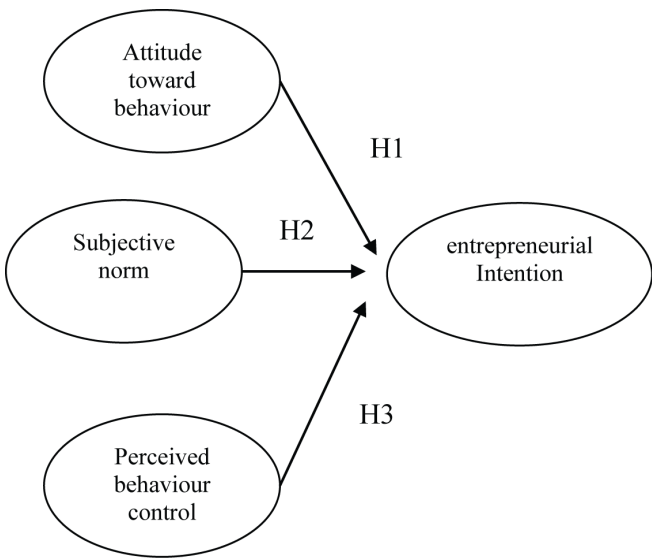 Attitude
toward
behaviour
H1
Subjective
norm
H2
entrepreneurial
Intention
H3
Perceived
behaviour
control